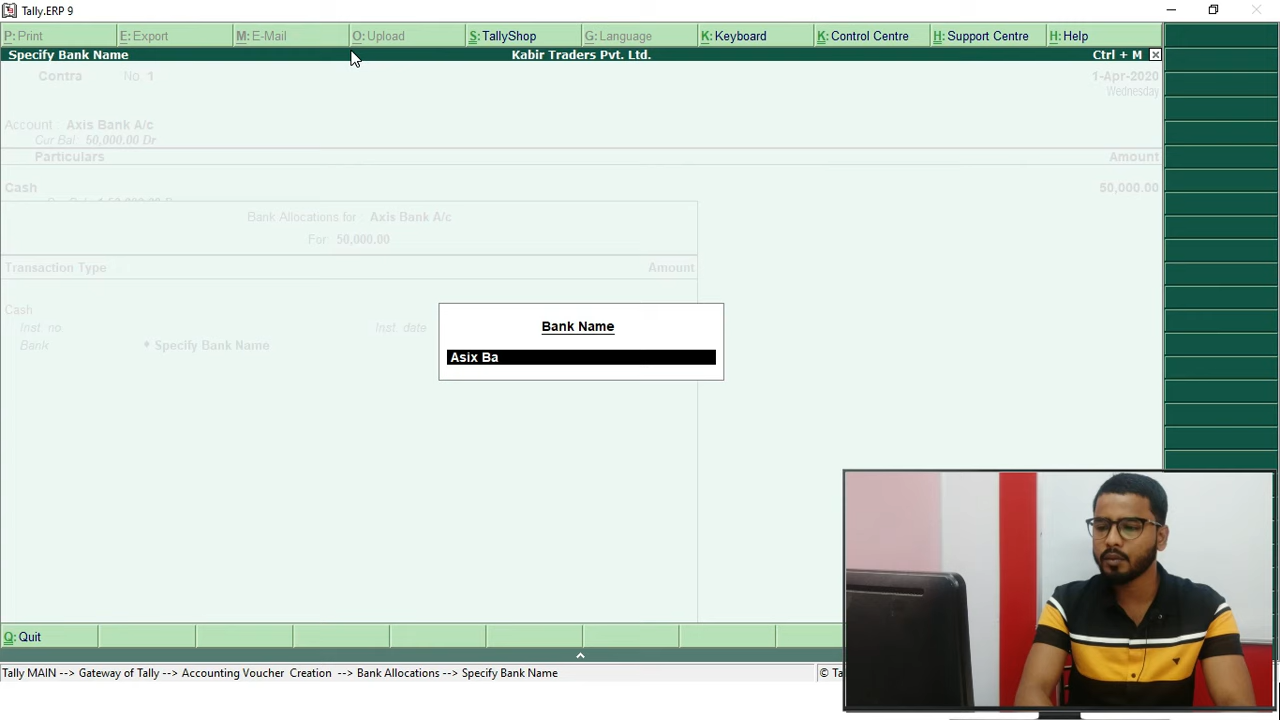 Tally.ERP 9
P: Print E: Export M: E-Mail O: Upload S: TallyShop G: Language K: Keyboard K: Control Centre H: Support Centre H: Help
Specify Bank Name Kabir Traders Pvt. Ltd. Ctrl + M
Contra No. 1 1-Apr-2020
Wednesday
Account : Axis Bank A/c
Cur Bal: 50,000.00 Dr
Particulars Amount
Cash 50,000.00
Bank Allocations for Axis Bank A/c
For 50,000.00
Transaction Type Amount
Cash
Inst. no. Inst. date
Bank * Specify Bank Name
Bank Name
Asix Ba
Q: Quit
Tally MAIN --> Gateway of Tally --> Accounting Voucher Creation --> Bank Allocations --> Specify Bank Name